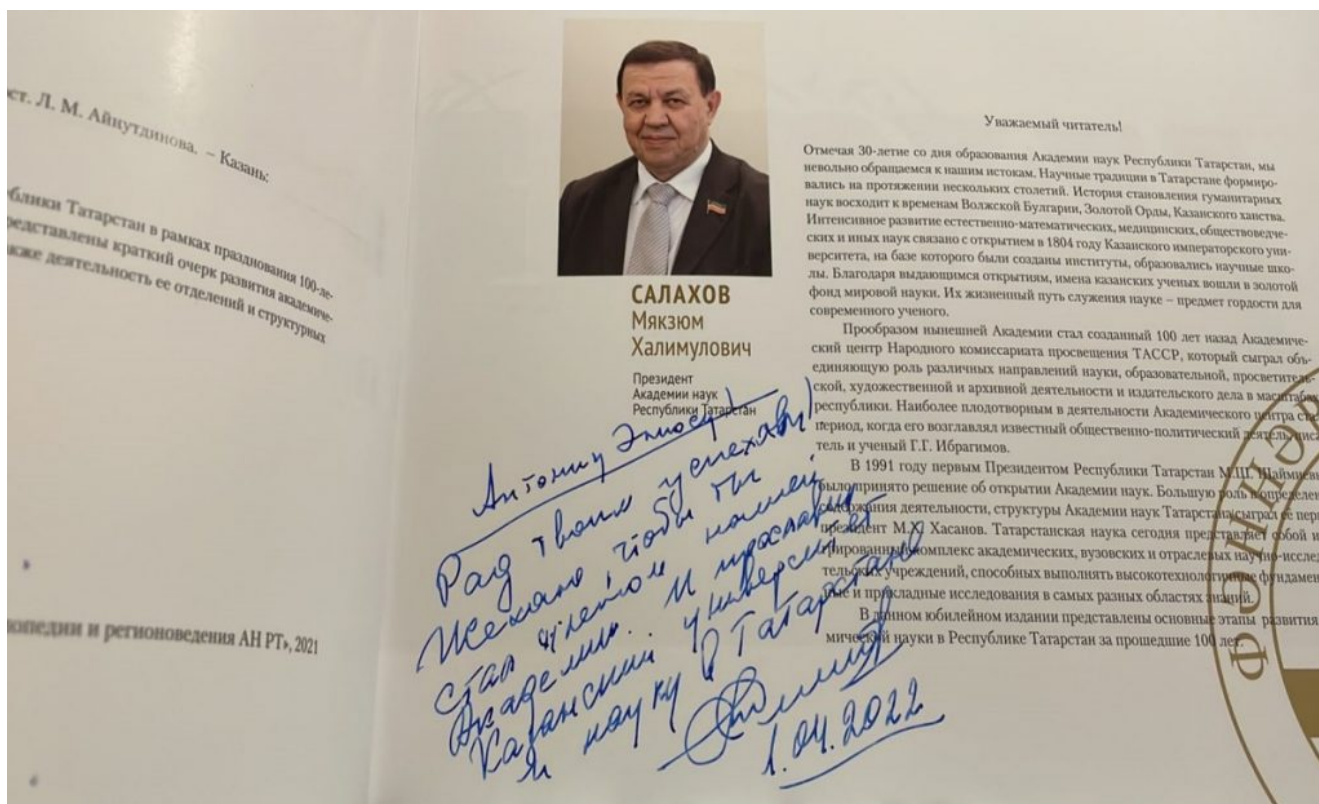 ст. Л. М. Айнутдинова. – Казань:
блики Татарстан в рамках празднования 100-ле-
редставлены краткий очерк развития академиче-
кже деятельность ее отделений и структурных
опедии и регионоведения АН РТ», 2021
САЛАХОВ
Мякзюм
Халимулович
Президент
Академии наук
Республики Татарстан
Антонину Эмиосу!
Рад твоим успехам!
Желаю, чтобы ты
стал членом нашей
Академии. И прославил
Казанский университет
и науку в Татарстане
1.04.2022
Уважаемый читатель!
Отмечая 30-летие со дня образования Академии наук Республики Татарстан, мы
невольно обращаемся к нашим истокам. Научные традиции в Татарстане формиро-
вались на протяжении нескольких столетий. История становления гуманитарных
наук восходит к временам Волжской Булгарии, Золотой Орды, Казанского ханства.
Интенсивное развитие естественно-математических, медицинских, обществоведче-
ских и иных наук связано с открытием в 1804 году Казанского императорского уни-
верситета, на базе которого были созданы институты, образовались научные шко-
лы. Благодаря выдающимся открытиям, имена казанских ученых вошли в золотой
фонд мировой науки. Их жизненный путь служения науке – предмет гордости для
современного ученого.
Прообразом нынешней Академии стал созданный 100 лет назад Академиче-
ский центр Народного комиссариата просвещения ТАССР, который сыграл объ-
единяющую роль различных направлений науки, образовательной, просветитель-
ской, художественной и архивной деятельности и издательского дела в масштабах
республики. Наиболее плодотворным в деятельности Академического центра ста
период, когда его возглавлял известный общественно-политический деятель, писа
тель и ученый Г.Г. Ибрагимов.
В 1991 году первым Президентом Республики Татарстан М.Ш. Шаймиевы
было принято решение об открытии Академии наук. Большую роль в определен
содержания деятельности, структуры Академии наук Татарстана сыграл ее перв
президент М.Х. Хасанов. Татарстанская наука сегодня представляет собой и
грированный комплекс академических, вузовских и отраслевых научно-исслед
тельских учреждений, способных выполнять высокотехнологичные фундамен
ные и прикладные исследования в самых разных областях знаний.
В данном юбилейном издании представлены основные этапы развития
мической науки в Республике Татарстан за прошедшие 100 лет.